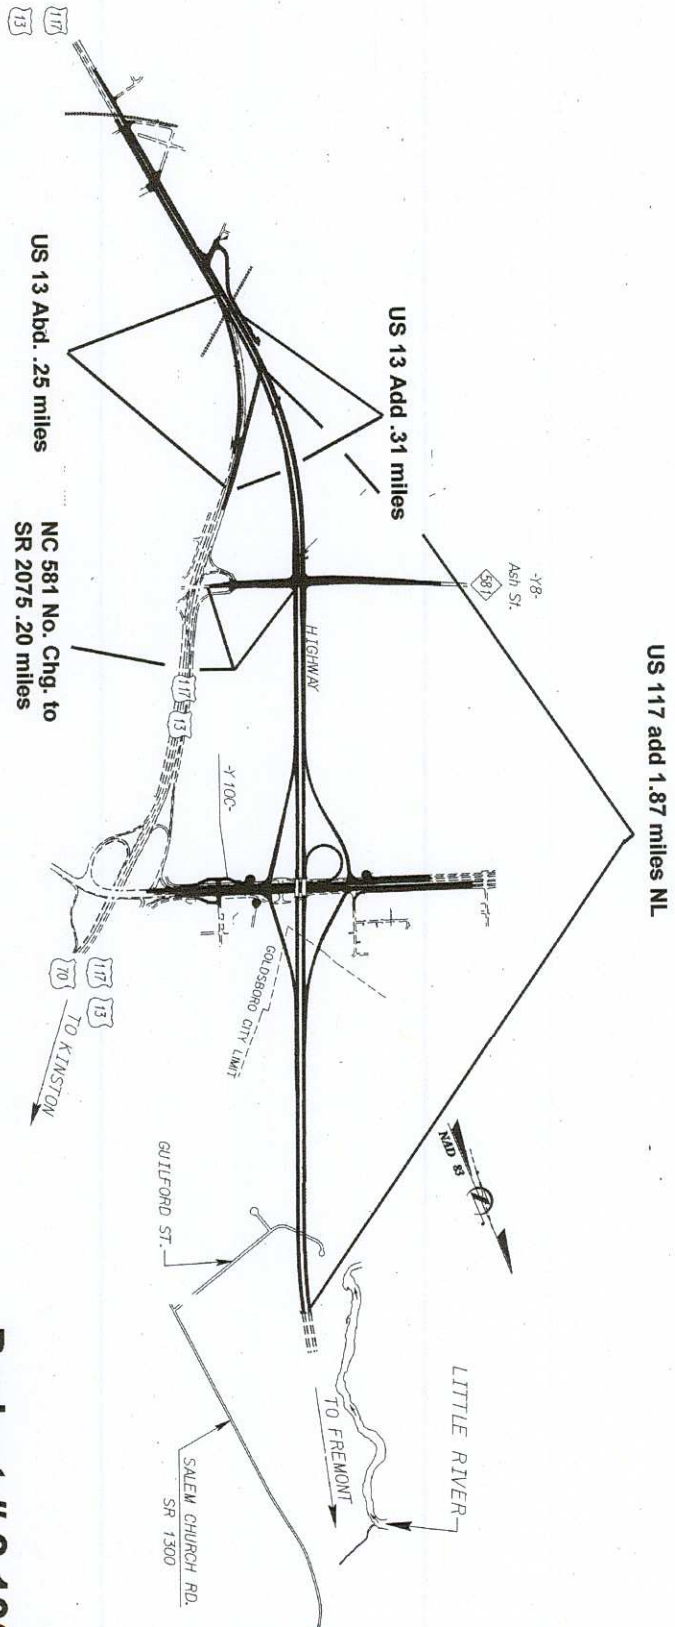 US 117 add 1.87 miles NL
US 13 Add .31 miles
-Y8-
Ash St.
581
NAD 83
LITTLE RIVER
TO FREMONT
HIGHWAY
-Y10C-
GOLDSBORO CITY LIMIT
117
13
117
13
US 13 Abd. .25 miles
NC 581 No. Chg. to
SR 2075 .20 miles
117
13
70
TO KINSTON
GUILFORD ST.
SALEM CHURCH RD.
SR 1300